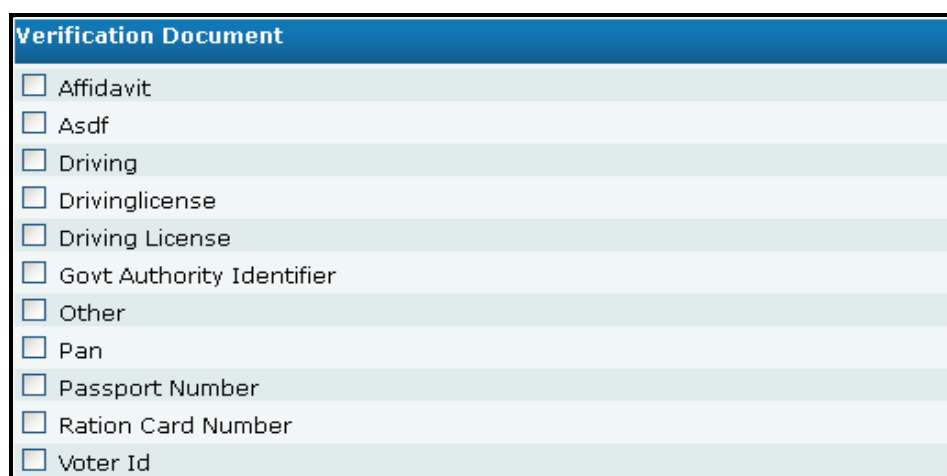 Verification Document
Affidavit
Asdf
Driving
Drivinglicense
Driving License
Govt Authority Identifier
Other
Pan
Passport Number
Ration Card Number
Voter Id